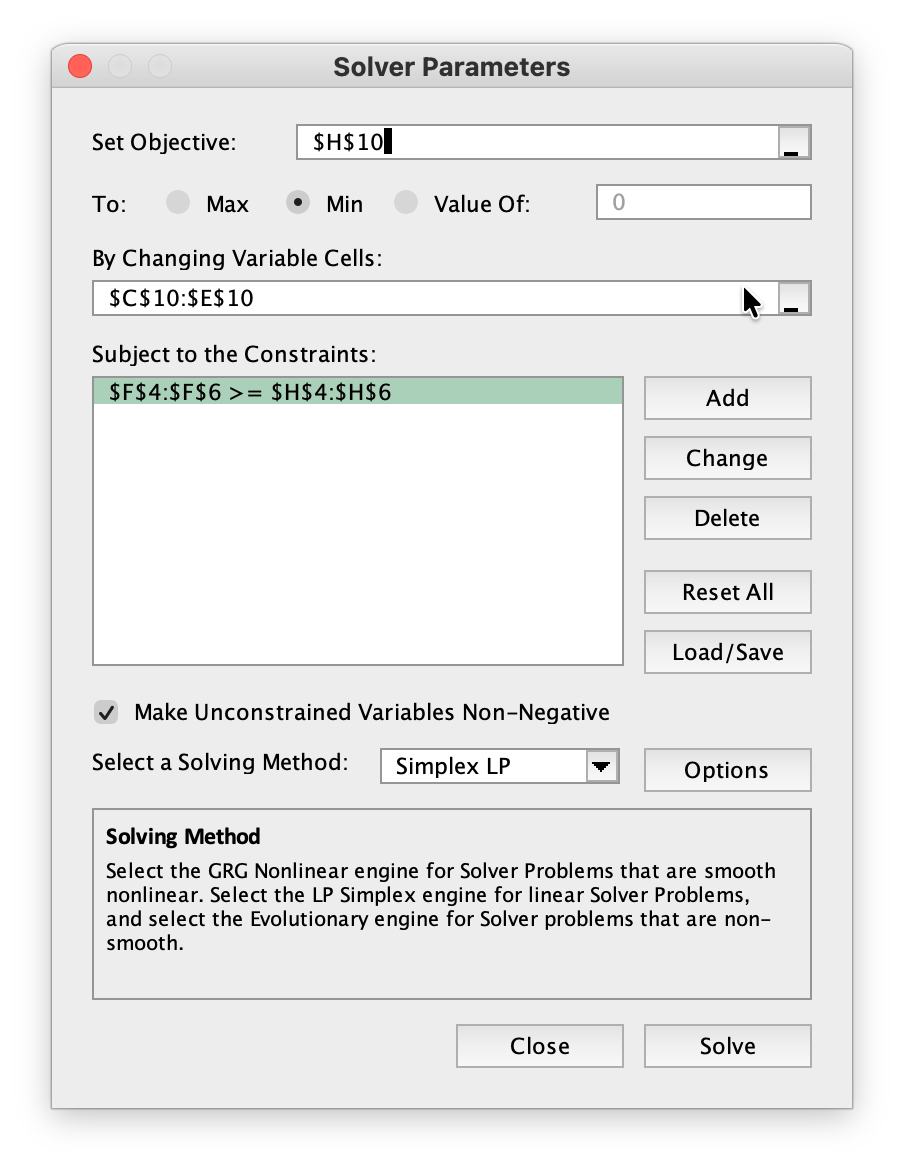 Solver Parameters
Set Objective: $H$10
To: Max Min Value Of: 0
By Changing Variable Cells:
$C$10:$E$10
Subject to the Constraints:
$F$4:$F$6 >= $H$4:$H$6
Add
Change
Delete
Reset All
Load/Save
Make Unconstrained Variables Non-Negative
Select a Solving Method: Simplex LP Options
Solving Method
Select the GRG Nonlinear engine for Solver Problems that are smooth
nonlinear. Select the LP Simplex engine for linear Solver Problems,
and select the Evolutionary engine for Solver problems that are non-
smooth.
Close Solve